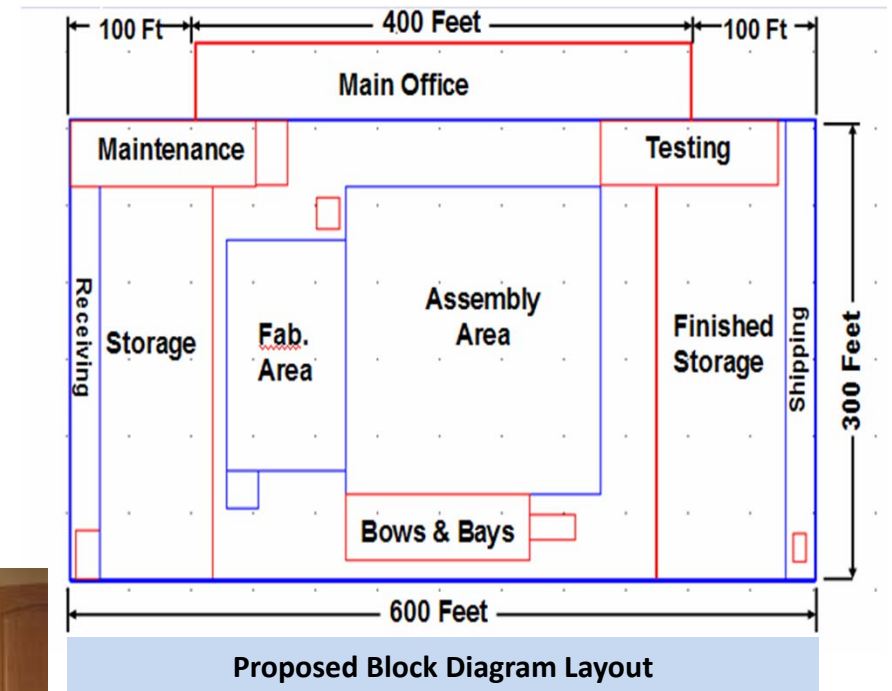 100 Ft
400 Feet
100 Ft
Main Office
Maintenance
Testing
Receiving
Storage
Fab.
Area
Assembly
Area
Finished
Storage
Shipping
300 Feet
Bows & Bays
600 Feet
Proposed Block Diagram Layout